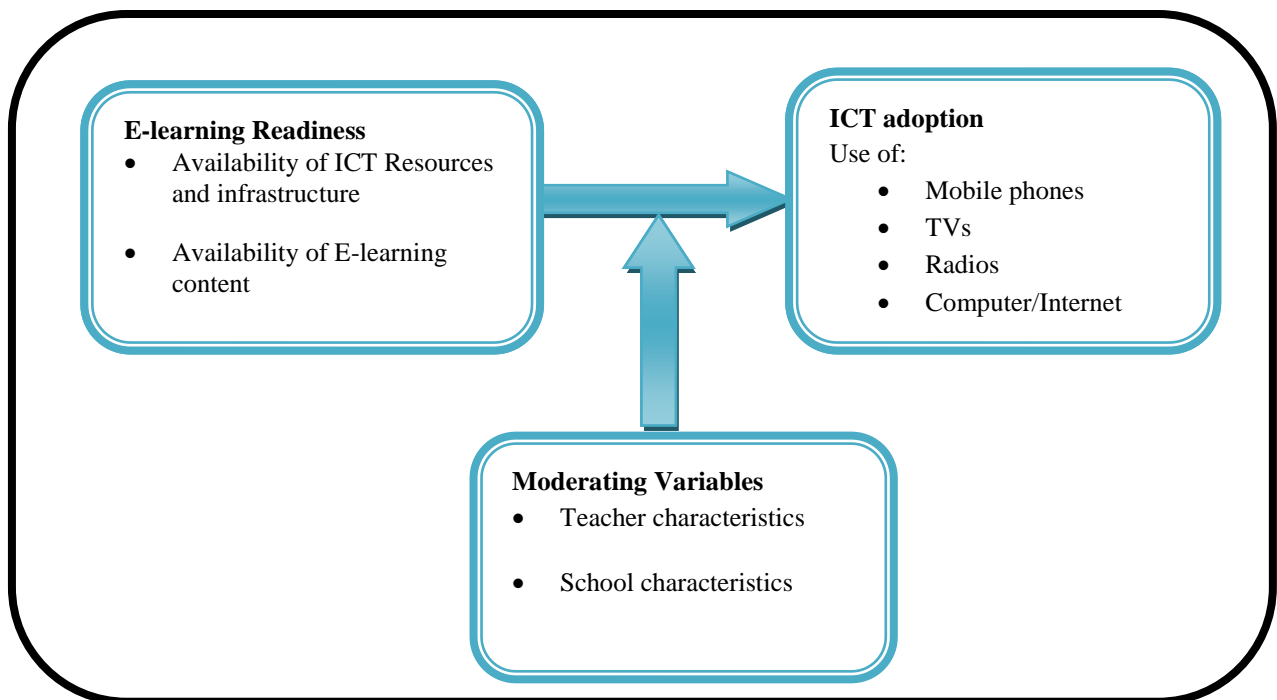 E-learning Readiness
• Availability of ICT Resources
and infrastructure
• Availability of E-learning
content
ICT adoption
Use of:
• Mobile phones
• TVs
• Radios
• Computer/Internet
Moderating Variables
• Teacher characteristics
• School characteristics